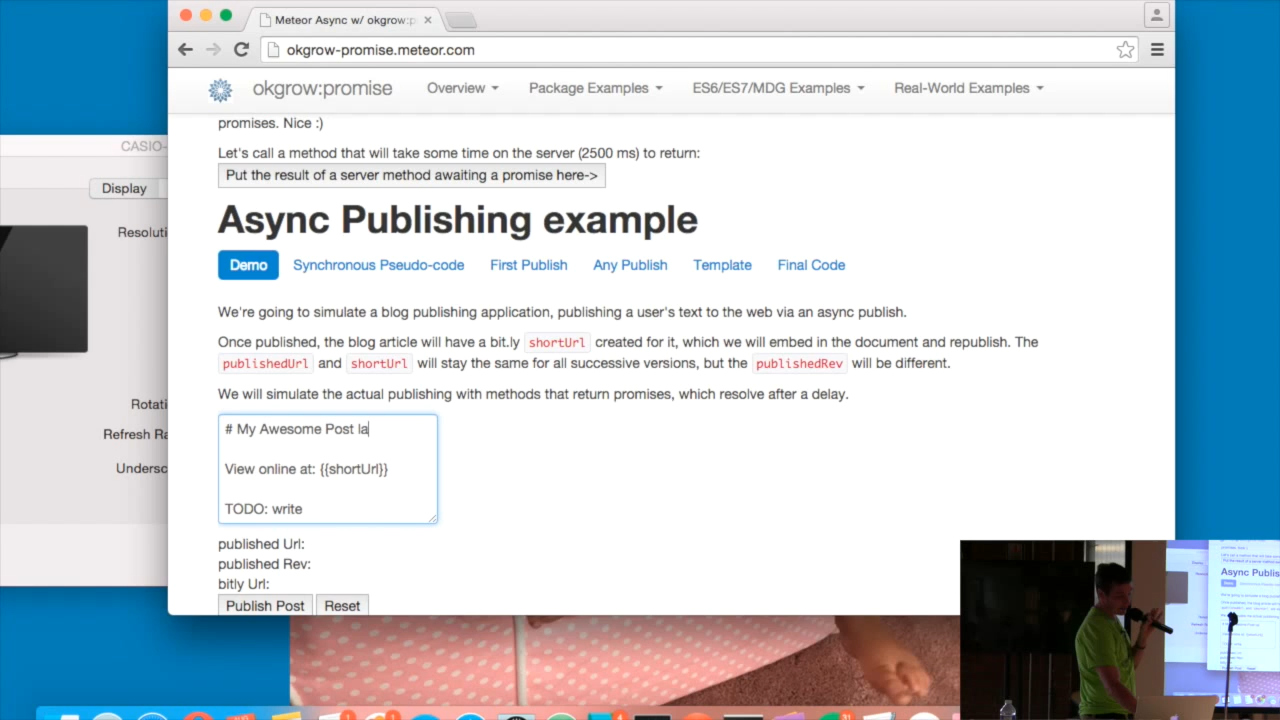 Meteor Async w/ okgrow:p
okgrow-promise.meteor.com
okgrow:promise Overview Package Examples ES6/ES7/MDG Examples Real-World Examples
promises. Nice :)
Let's call a method that will take some time on the server (2500 ms) to return:
Put the result of a server method awaiting a promise here->
Async Publishing example
Demo Synchronous Pseudo-code First Publish Any Publish Template Final Code
We're going to simulate a blog publishing application, publishing a user's text to the web via an async publish.
Once published, the blog article will have a bit.ly shortUrl created for it, which we will embed in the document and republish. The
publishedUrl and shortUrl will stay the same for all successive versions, but the publishedRev will be different.
We will simulate the actual publishing with methods that return promises, which resolve after a delay.
# My Awesome Post la
View online at: {{shortUrl}}
TODO: write
published Url:
published Rev:
bitly Url:
Publish Post Reset
CASIO-
Display
Resoluti
Rotati
Refresh Ra
Undersc
Async Publis